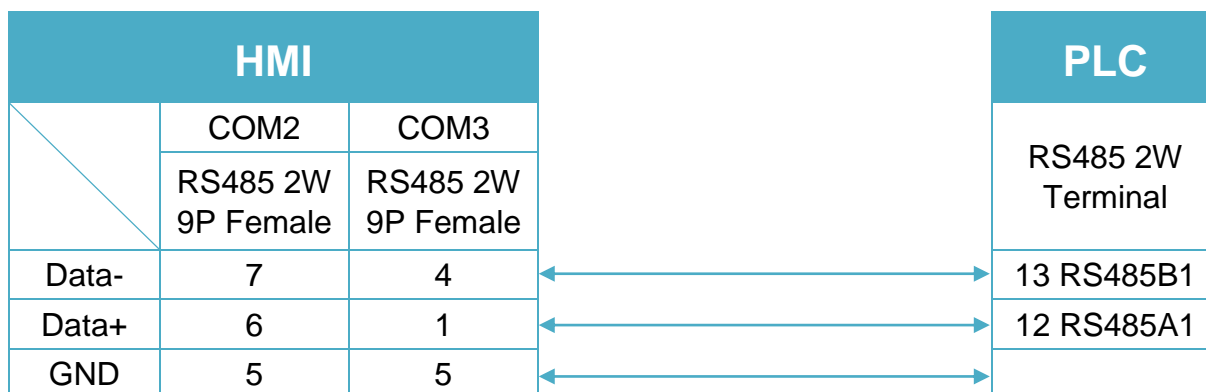 HMI
PLC
COM2 COM3
RS485 2W
9P Female
RS485 2W
9P Female
RS485 2W
Terminal
Data- 7 4 13 RS485B1
Data+ 6 1 12 RS485A1
GND 5 5